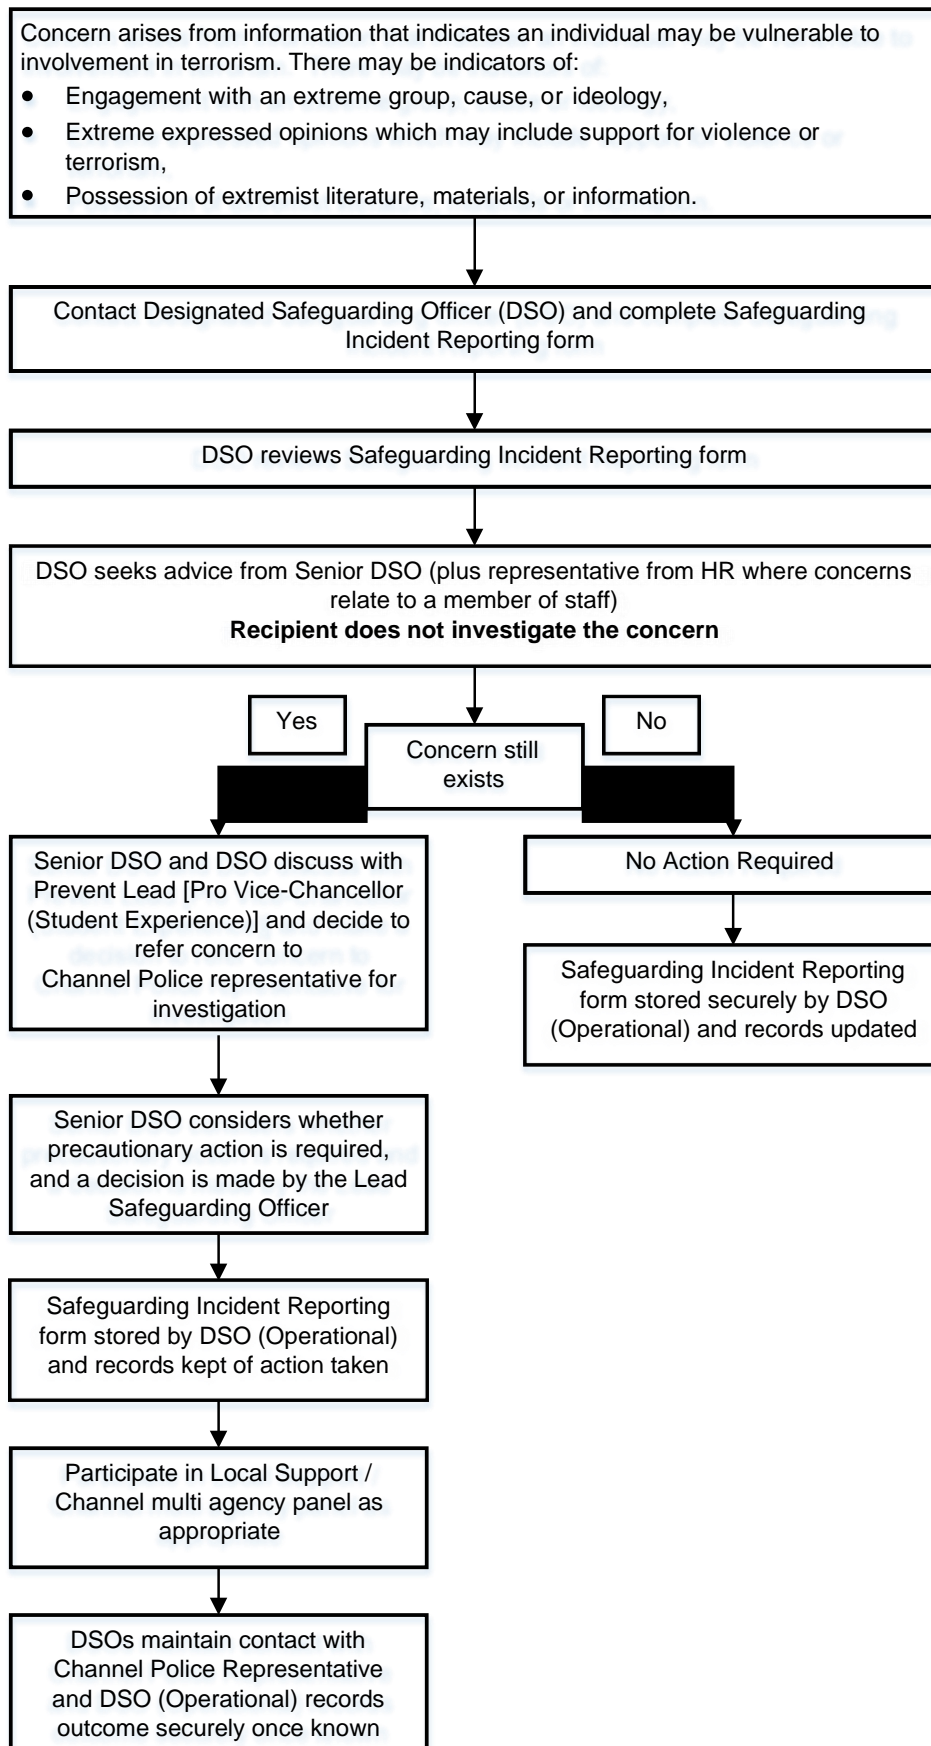 Concern arises from information that indicates an individual may be vulnerable to
involvement in terrorism. There may be indicators of:
● Engagement with an extreme group, cause, or ideology,
● Extreme expressed opinions which may include support for violence or
terrorism,
● Possession of extremist literature, materials, or information.
Contact Designated Safeguarding Officer (DSO) and complete Safeguarding
Incident Reporting form
DSO reviews Safeguarding Incident Reporting form
DSO seeks advice from Senior DSO (plus representative from HR where concerns
relate to a member of staff)
Recipient does not investigate the concern
Yes
No
Concern still
exists
Senior DSO and DSO discuss with
Prevent Lead [Pro Vice-Chancellor
(Student Experience)] and decide to
refer concern to
Channel Police representative for
investigation
No Action Required
Safeguarding Incident Reporting
form stored securely by DSO
(Operational) and records updated
Senior DSO considers whether
precautionary action is required,
and a decision is made by the Lead
Safeguarding Officer
Safeguarding Incident Reporting
form stored by DSO (Operational)
and records kept of action taken
Participate in Local Support /
Channel multi agency panel as
appropriate
DSOs maintain contact with
Channel Police Representative
and DSO (Operational) records
outcome securely once known